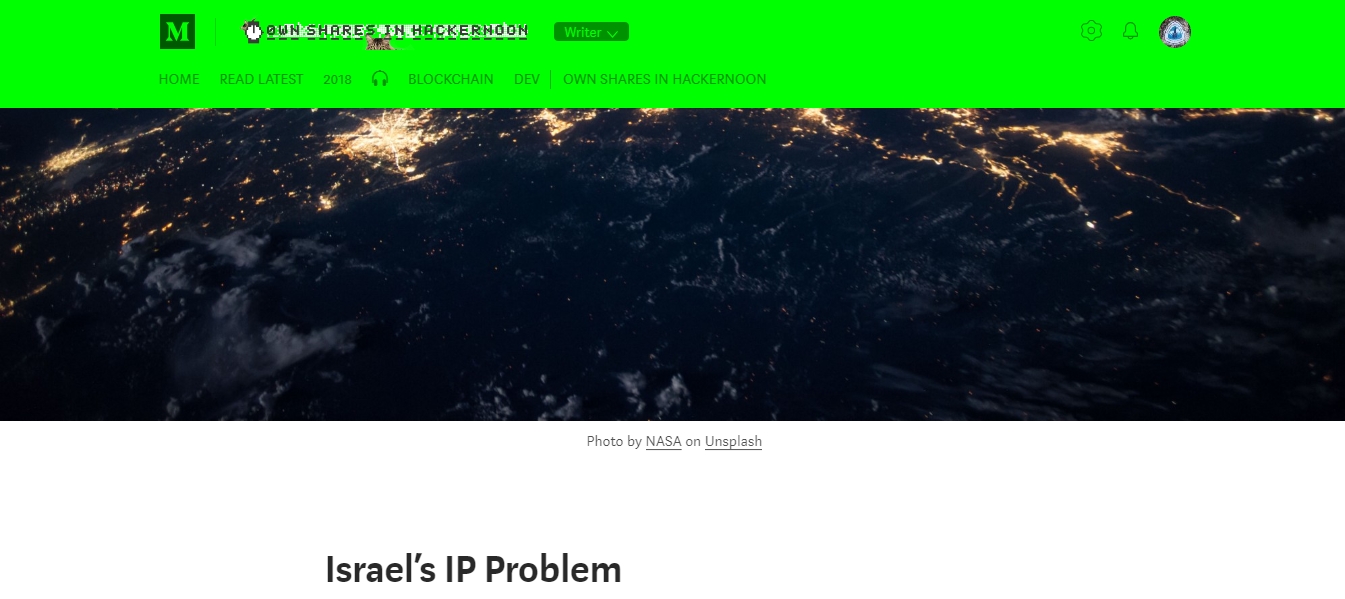 M
OWN SHARES IN HACKERNOON
Writer
HOME READ LATEST 2018 BLOCKCHAIN DEV OWN SHARES IN HACKERNOON
Photo by NASA on Unsplash
Israel’s IP Problem